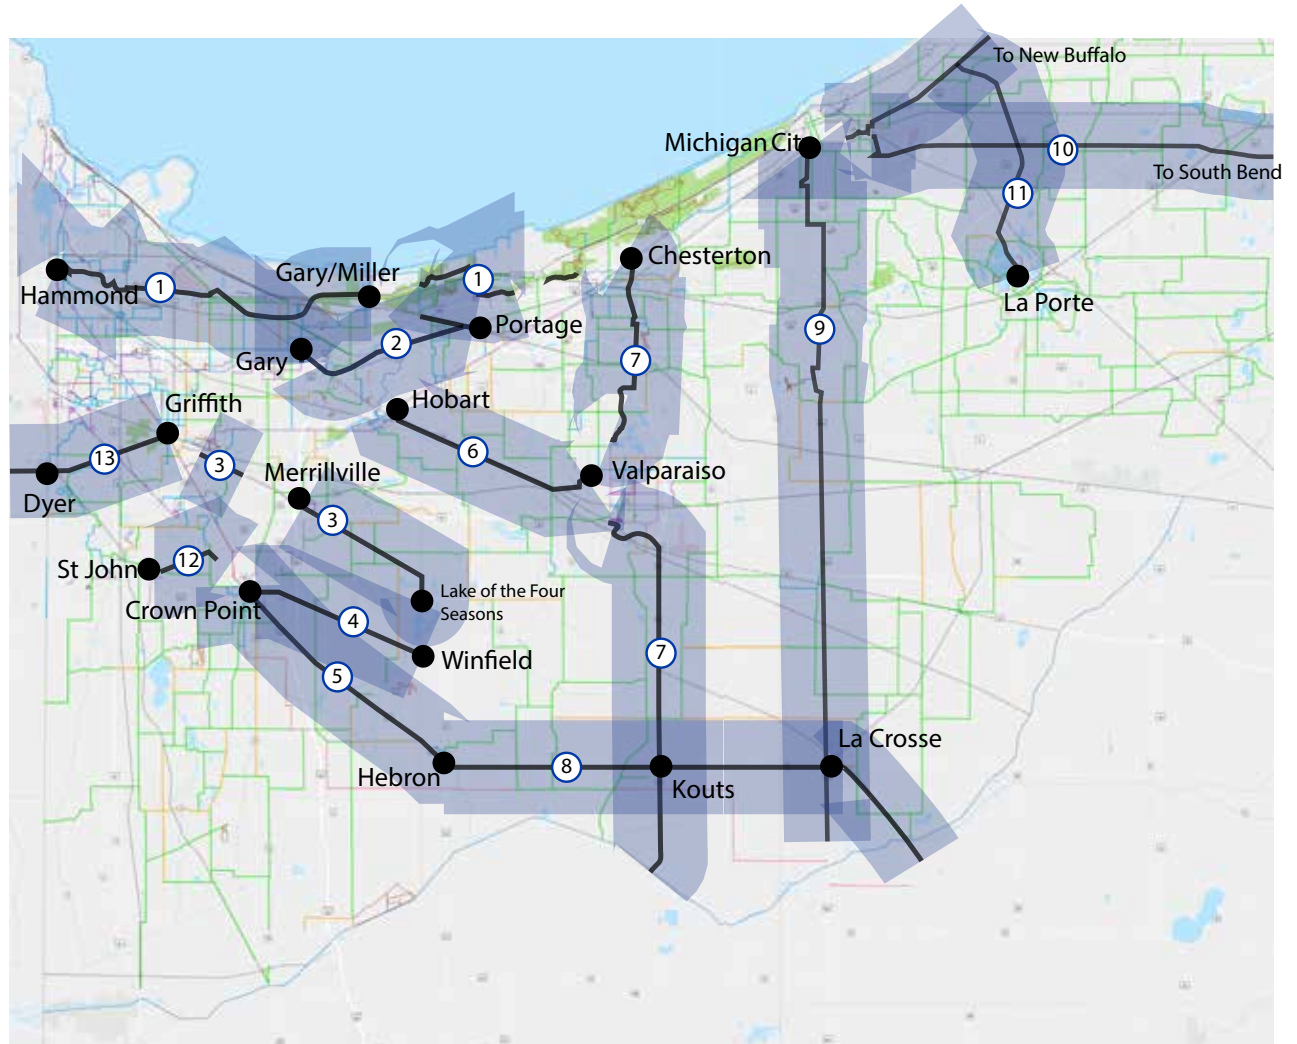 To New Buffalo
Michigan Cit
10
To South Bend
11
Chesterton
Gary/Miller
1
1
Hammond
La Porte
Portage
9
2
Gary
7
Hobart
Griffith
6
13
3
Merrillville
Valparaiso
Dyer
3
12
St John
Lake of the Four
Seasons
Crown Point
4
Winfield
7
5
La Crosse
8
Hebron
Kouts